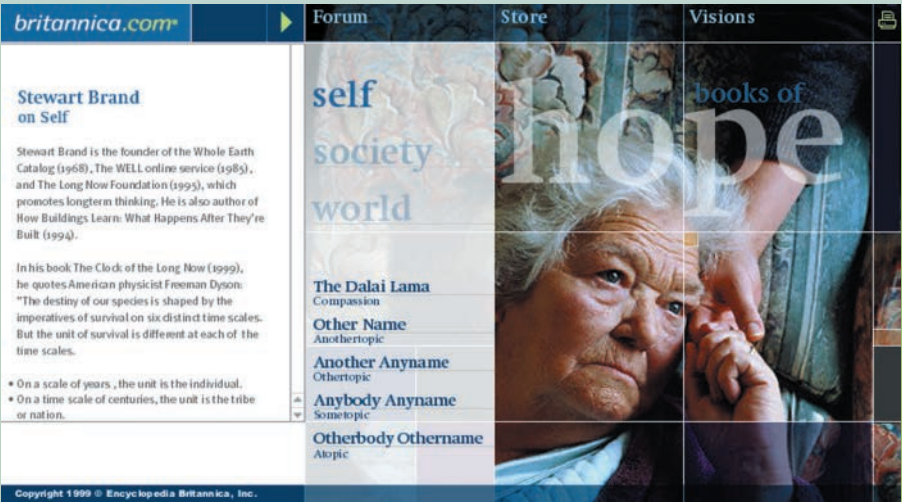 britannica.com
Forum
Store
Visions
Stewart Brand
on Self
Stewart Brand is the founder of the Whole Earth
Catalog (1968), The WELL online service (1985),
and The Long Now Foundation (1995), which
promotes longterm thinking. He is also author of
How Buildings Learn: What Happens After They're
Built (1994).
In his book The Clock of the Long Now (1999),
he quotes American physicist Freeman Dyson:
"The destiny of our species is shaped by the
imperatives of survival on six distinct time scales.
But the unit of survival is different at each of the
time scales.
• On a scale of years , the unit is the individual.
• On a time scale of centuries, the unit is the tribe
or nation.
self
society
world
The Dalai Lama
Compassion
Other Name
Anothertopic
Another Anyname
Othertopic
Anybody Anyname
Sometopic
Otherbody Othername
Atopic
books of
hope
Copyright 1999 © Encyclopedia Britannica, Inc.